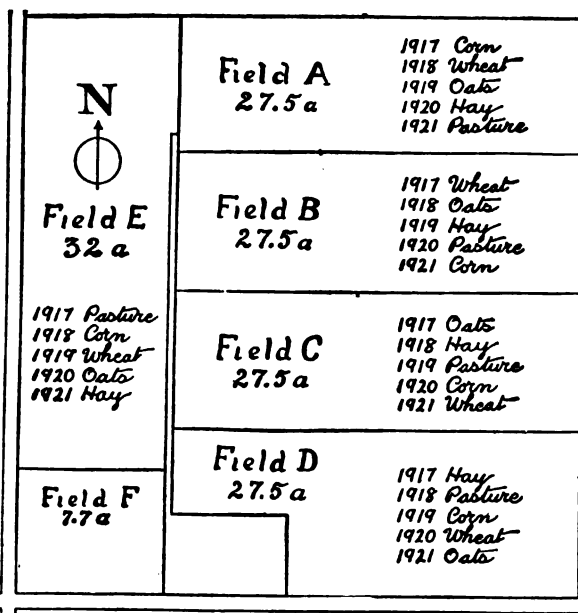 N
Field E
32 a
1917 Pasture
1918 Corn
1919 Wheat
1920 Oats
1921 Hay
Field F
7.7 a
Field A
27.5 a
1917 Corn
1918 Wheat
1919 Oats
1920 Hay
1921 Pasture
Field B
27.5 a
1917 Wheat
1918 Oats
1919 Hay
1920 Pasture
1921 Corn
Field C
27.5 a
1917 Oats
1918 Hay
1919 Pasture
1920 Corn
1921 Wheat
Field D
27.5 a
1917 Hay
1918 Pasture
1919 Corn
1920 Wheat
1921 Oats